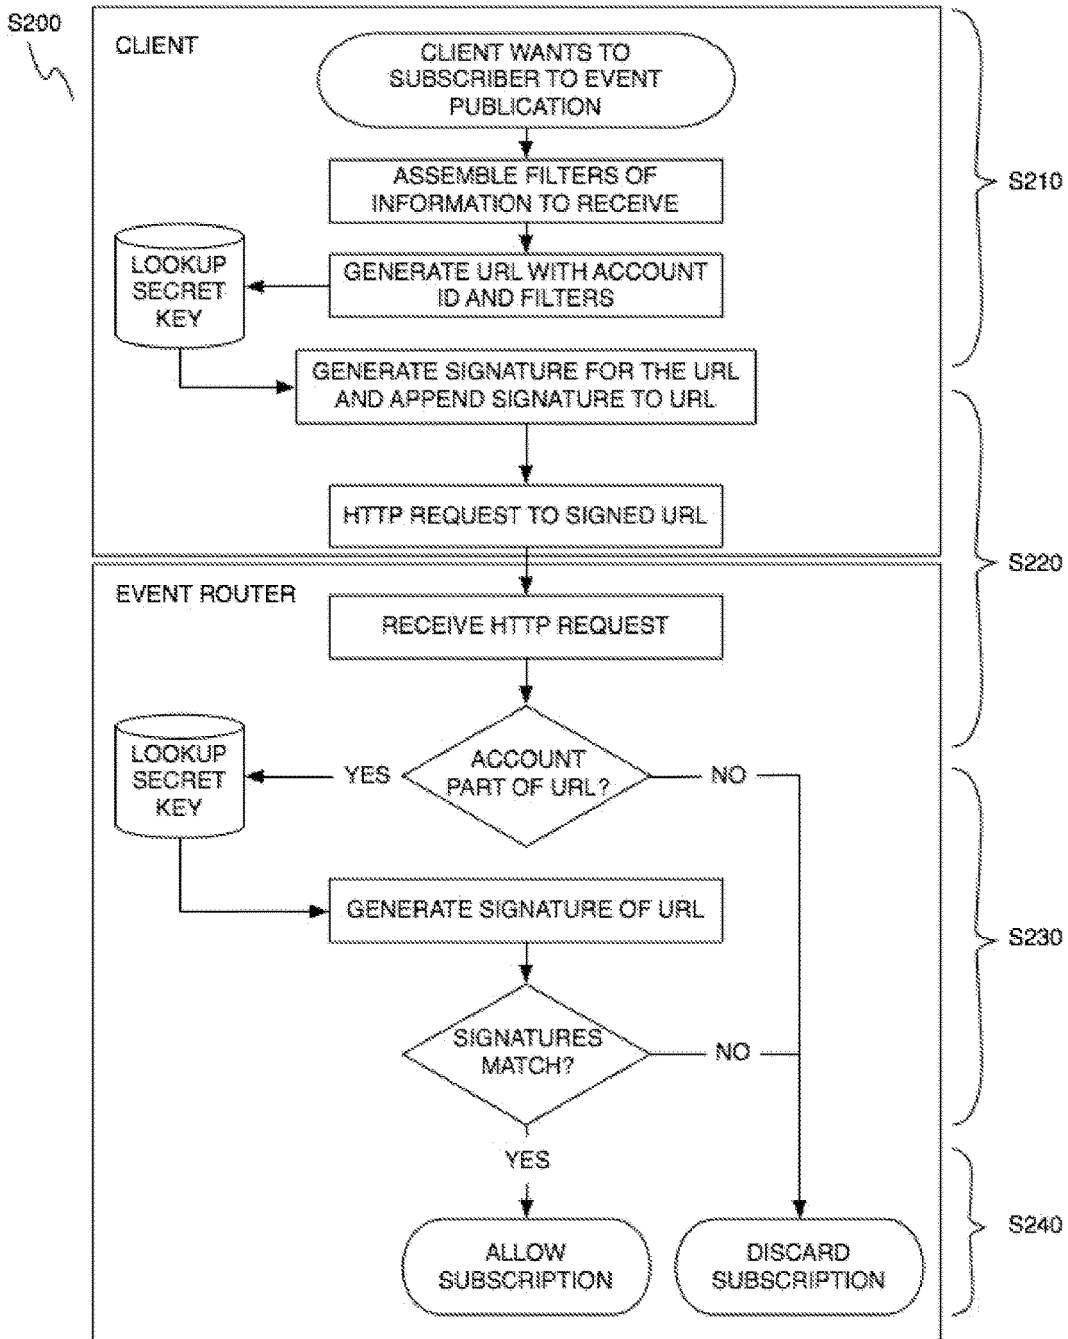 S200
CLIENT
CLIENT WANTS TO
SUBSCRIBER TO EVENT
PUBLICATION
ASSEMBLE FILTERS OF
INFORMATION TO RECEIVE
S210
LOOKUP
SECRET
KEY
GENERATE URL WITH ACCOUNT
ID AND FILTERS
GENERATE SIGNATURE FOR THE URL
AND APPEND SIGNATURE TO URL
HTTP REQUEST TO SIGNED URL
S220
EVENT ROUTER
RECEIVE HTTP REQUEST
LOOKUP
SECRET
KEY
YES
ACCOUNT
PART OF URL?
NO
GENERATE SIGNATURE OF URL
S230
SIGNATURES
MATCH?
NO
YES
S240
ALLOW
SUBSCRIPTION
DISCARD
SUBSCRIPTION